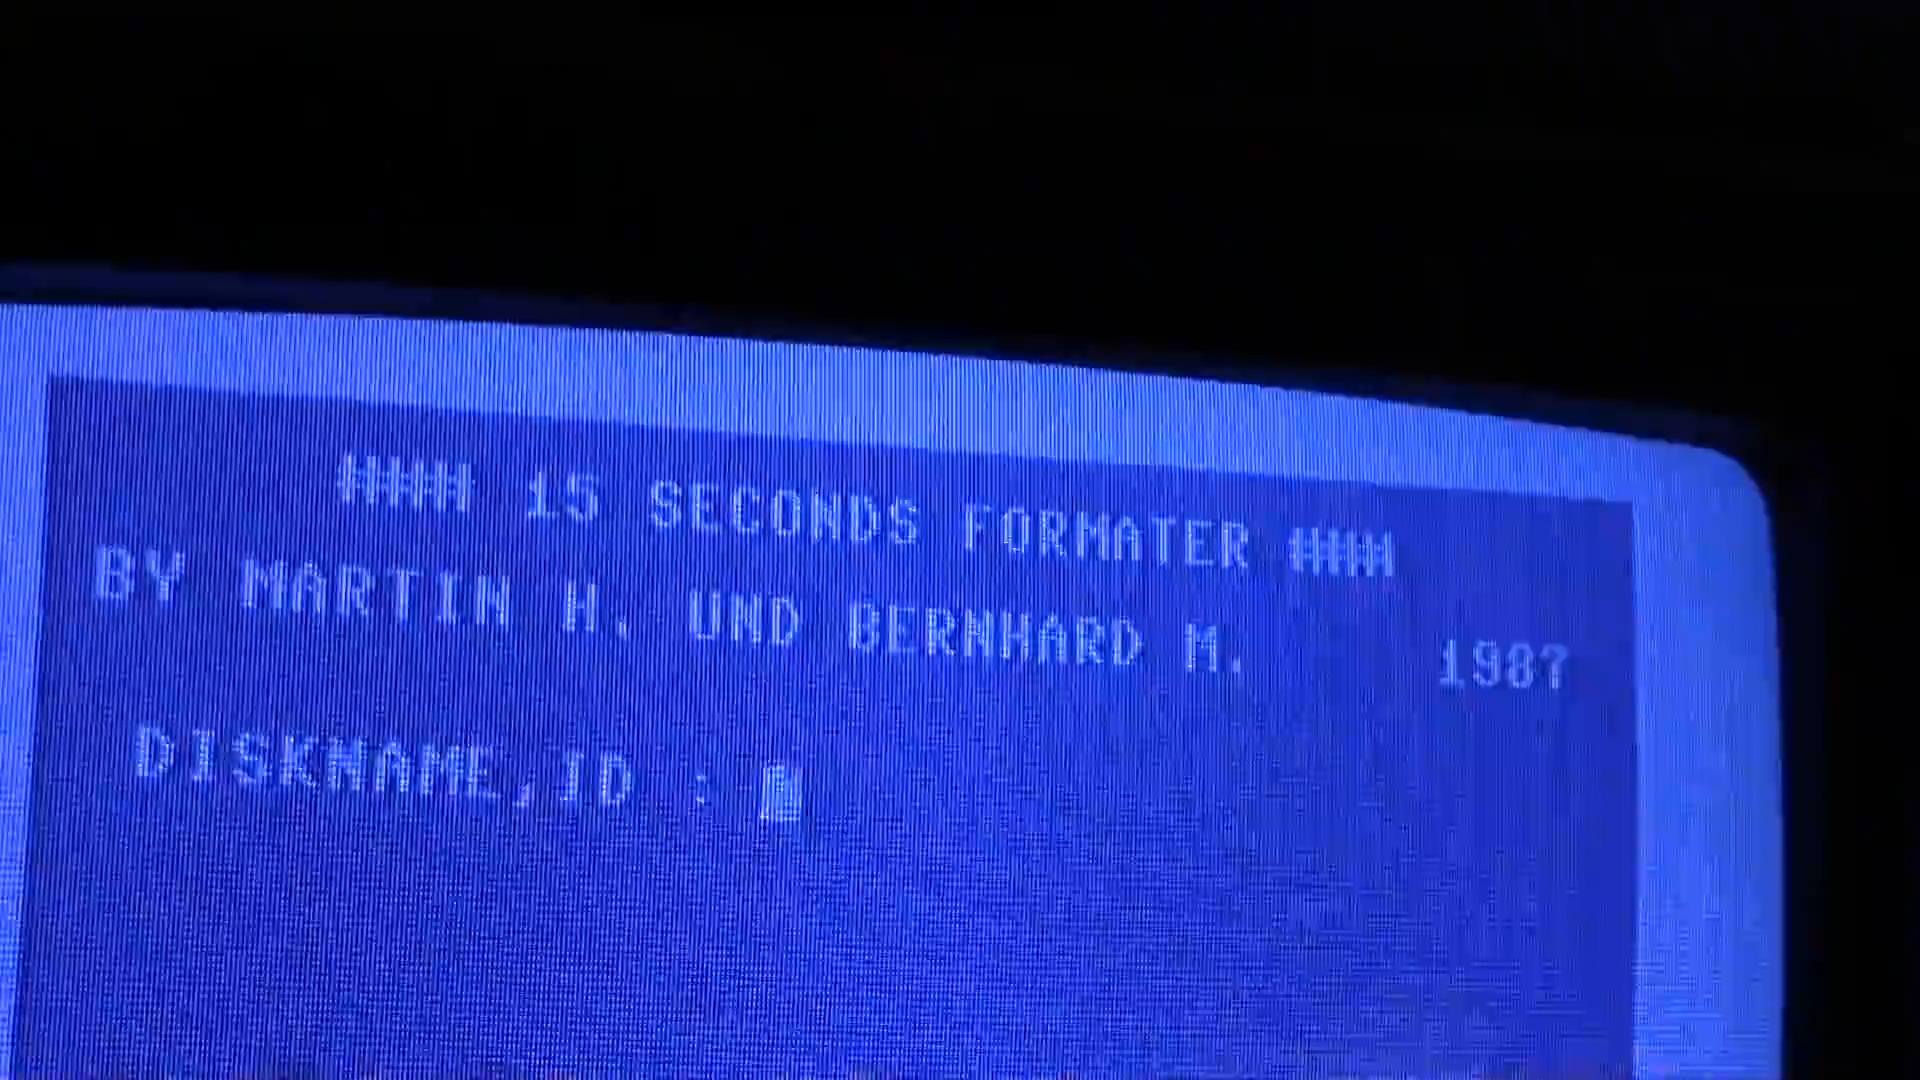 ### 15 SECONDS FORMATER ###
BY MARTIN H. UND BERNHARD M. 1987
DISKNAME,ID :